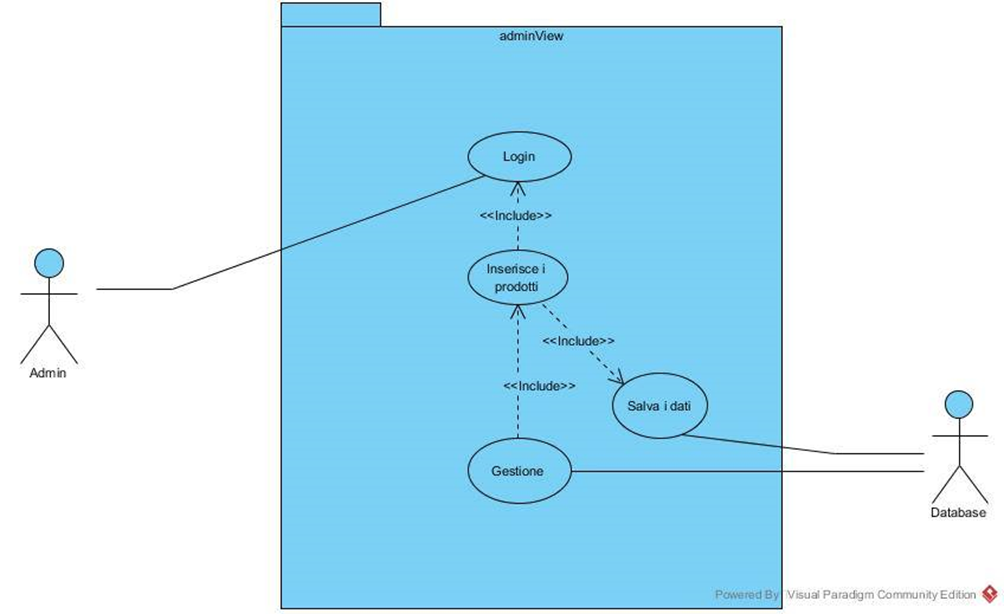 adminView
Login
<<Include>>
Inserisce i
prodotti
<<Include>>
Admin
<<Include>>
Salva i dati
Gestione
Database
Powered By Visual Paradigm Community Edition